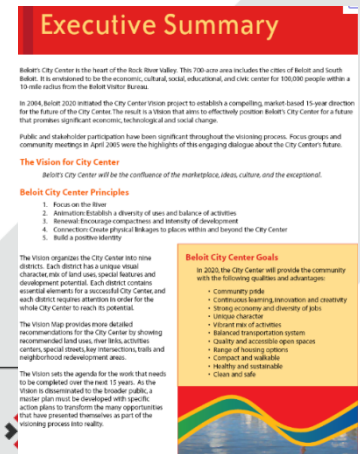 Executive Summary
Beloit's City Center is the heart of the Rock River Valley. This 700-acre area includes the cities of Beloit and South
Beloit. It is envisioned to be the economic, cultural, social, educational, and civic center for 100,000 people within a
10-mile radius from the Beloit Visitor Bureau.
In 2004, Beloit 2020 initiated the City Center Vision project to establish a compelling, market-based 15-year direction
for the future of the City Center. The result is a Vision that aims to effectively position Beloit's City Center for a future
that promises significant economic, technological and social change.
Public and stakeholder participation have been significant throughout the visioning process. Focus groups and
community meetings in April 2005 were the highlights of this engaging dialogue about the City Center's future.
The Vision for City Center
Beloit's City Center will be the confluence of the marketplace, ideas, culture, and the exceptional.
Beloit City Center Principles
1. Focus on the River
2. Animation: Establish a diversity of uses and balance of activities
3. Renewal: Encourage compactness and intensity of development
4. Connection: Create physical linkages to places within and beyond the City Center
5. Build a positive identity
The Vision organizes the City Center into nine
districts. Each district has a unique visual
character, mix of land uses, special features and
development potential. Each district contains
essential elements for a successful City Center, and
each district requires attention in order for the
whole City Center to reach its potential.
The Vision Map provides more detailed
recommendations for the City Center by showing
recommended land uses, river links, activities
centers, special streets, key intersections, trails and
neighborhood redevelopment areas.
The Vision sets the agenda for the work that needs
to be completed over the next 15 years. As the
Vision is disseminated to the broader public, a
master plan must be developed with specific
action plans to transform the many opportunities
that have presented themselves as part of the
visioning process into reality.
Beloit City Center Goals
In 2020, the City Center will provide the community
with the following qualities and advantages:
• Community pride
• Continuous learning, innovation and creativity
• Strong economy and diversity of jobs
• Unique character
• Vibrant mix of activities
• Balanced transportation system
• Quality and accessible open spaces
• Range of housing options
• Compact and walkable
• Healthy and sustainable
• Clean and safe